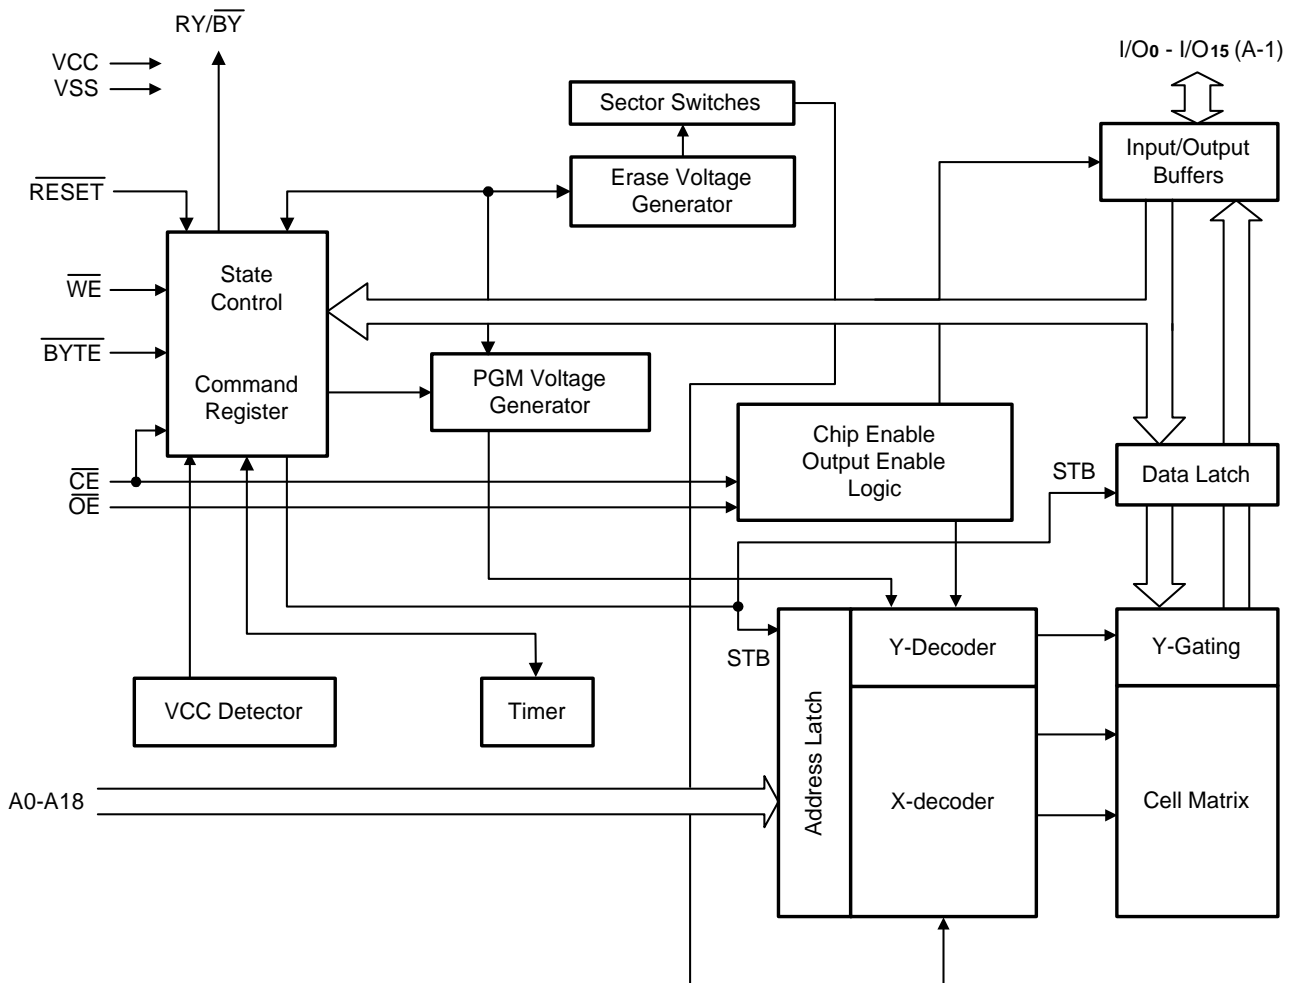 RY/BY
VCC
VSS
I/O0 - I/O15 (A-1)
Sector Switches
Input/Output
Buffers
RESET
Erase Voltage
Generator
WE
State
Control
BYTE
Command
Register
PGM Voltage
Generator
Chip Enable
Output Enable
Logic
CE
OE
STB
Data Latch
STB
Y-Decoder
Y-Gating
VCC Detector
Timer
Address Latch
A0-A18
X-decoder
Cell Matrix